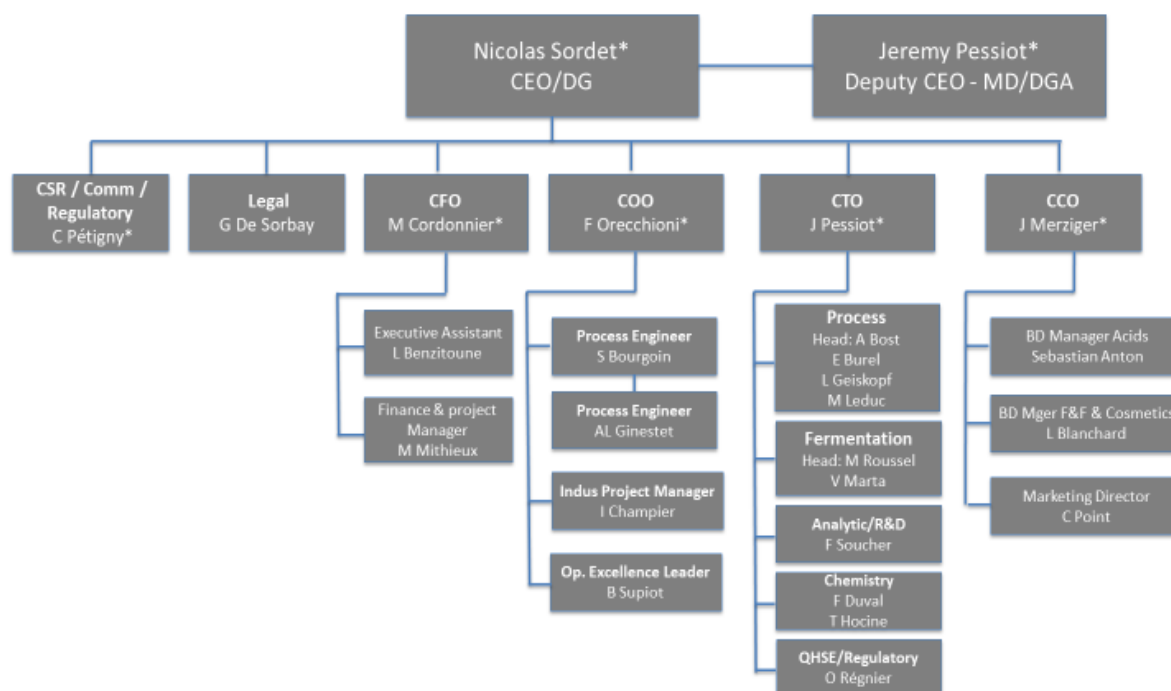 Nicolas Sordet*
CEO/DG
Jeremy Pessiot*
Deputy CEO - MD/DGA
CSR / Comm /
Regulatory
C Pétigny*
Legal
G De Sorbay
CFO
M Cordonnier*
COO
F Orecchioni*
CTO
J Pessiot*
CCO
J Merziger*
Executive Assistant
L Benzitoune
Finance & project
Manager
M Mithieux
Process Engineer
S Bourgoin
Process Engineer
AL Ginestet
Indus Project Manager
I Champier
Op. Excellence Leader
B Supiot
Process
Head: A Bost
E Burel
L Geiskopf
M Leduc
Fermentation
Head: M Roussel
V Marta
Analytic/R&D
F Soucher
Chemistry
F Duval
T Hocine
QHSE/Regulatory
O Régnier
BD Manager Acids
Sebastian Anton
BD Mger F&F & Cosmetics
L Blanchard
Marketing Director
C Point